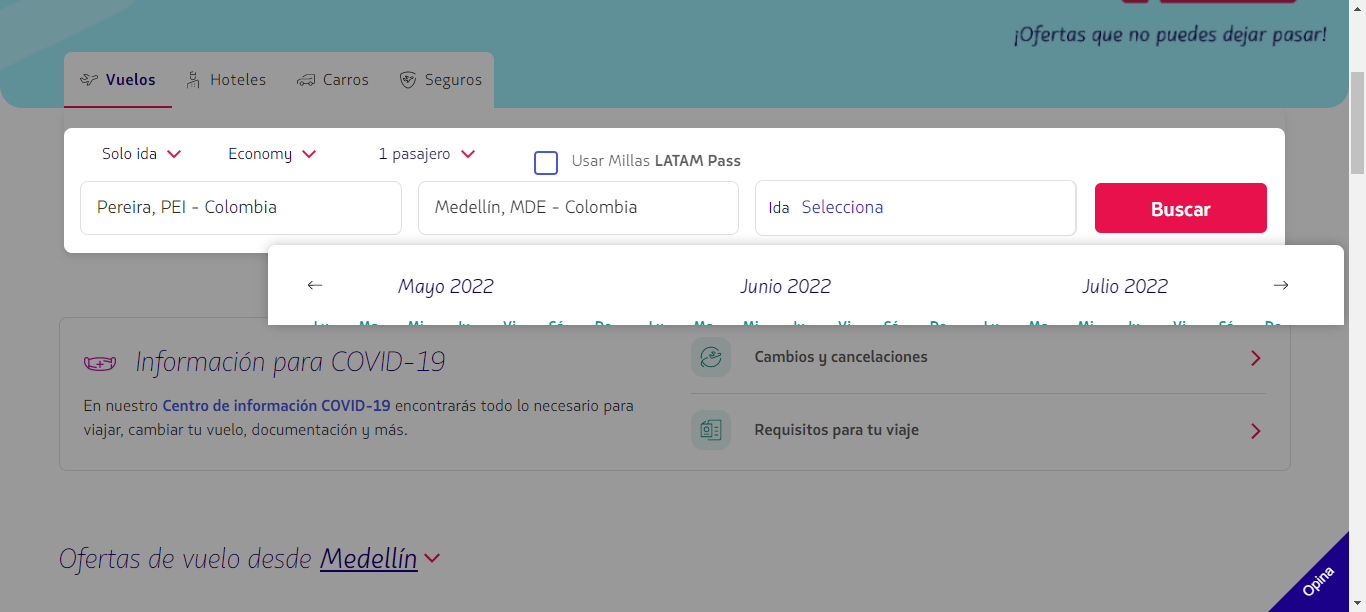 ¡Ofertas que no puedes dejar pasar!
Vuelos Hoteles Carros Seguros
Solo ida Economy 1 pasajero Usar Millas LATAM Pass
Pereira, PEI - Colombia Medellín, MDE - Colombia Ida Selecciona Buscar
Mayo 2022 Junio 2022 Julio 2022
Información para COVID-19
En nuestro Centro de información COVID-19 encontrarás todo lo necesario para
viajar, cambiar tu vuelo, documentación y más.
Cambios y cancelaciones
Requisitos para tu viaje
Ofertas de vuelo desde Medellín
Opina